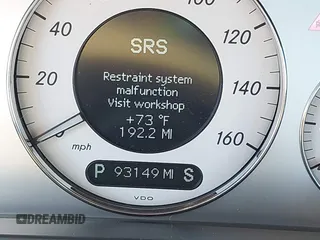 SRS
Restraint system
malfunction
Visit workshop
+73 °F
192.2 MI
0
20
40
120
140
160
mph
P 93149 MI S
VDO
DREAMBID